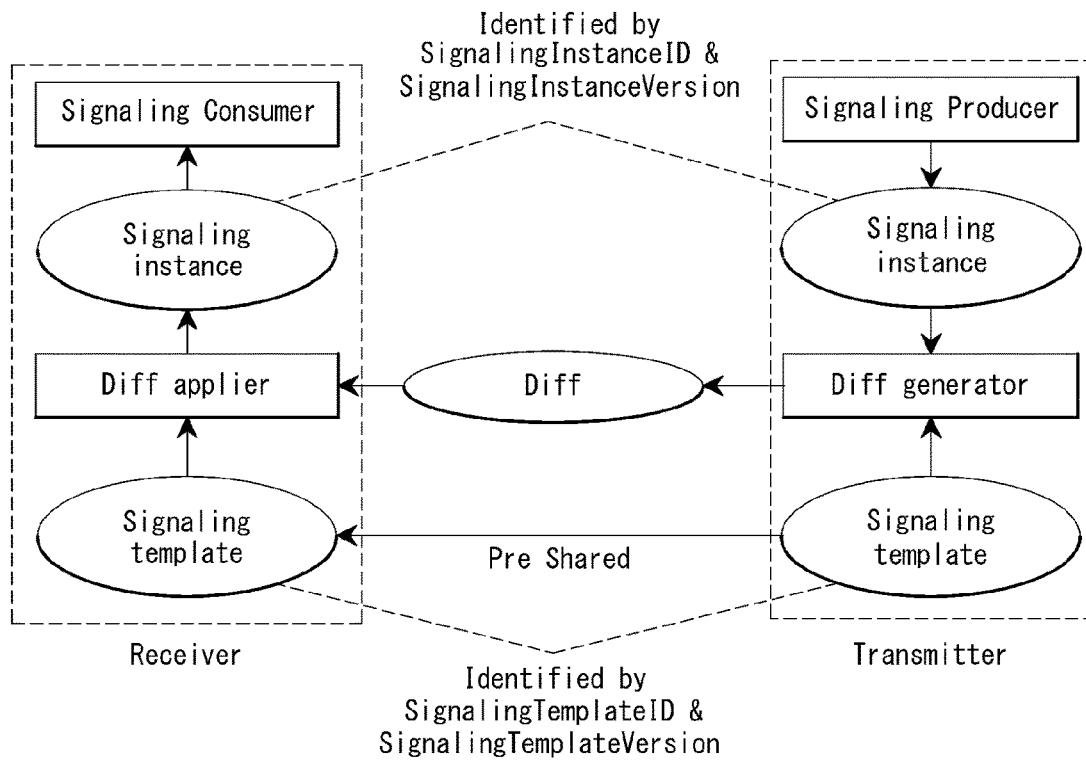 Identified by
SignalingInstanceID &
SignalingInstanceVersion
Signaling Consumer
Signaling Producer
Signaling
instance
Signaling
instance
Diff applier
Diff
Diff generator
Signaling
template
Signaling
template
Pre Shared
Receiver
Transmitter
Identified by
SignalingTemplateID &
SignalingTemplateVersion